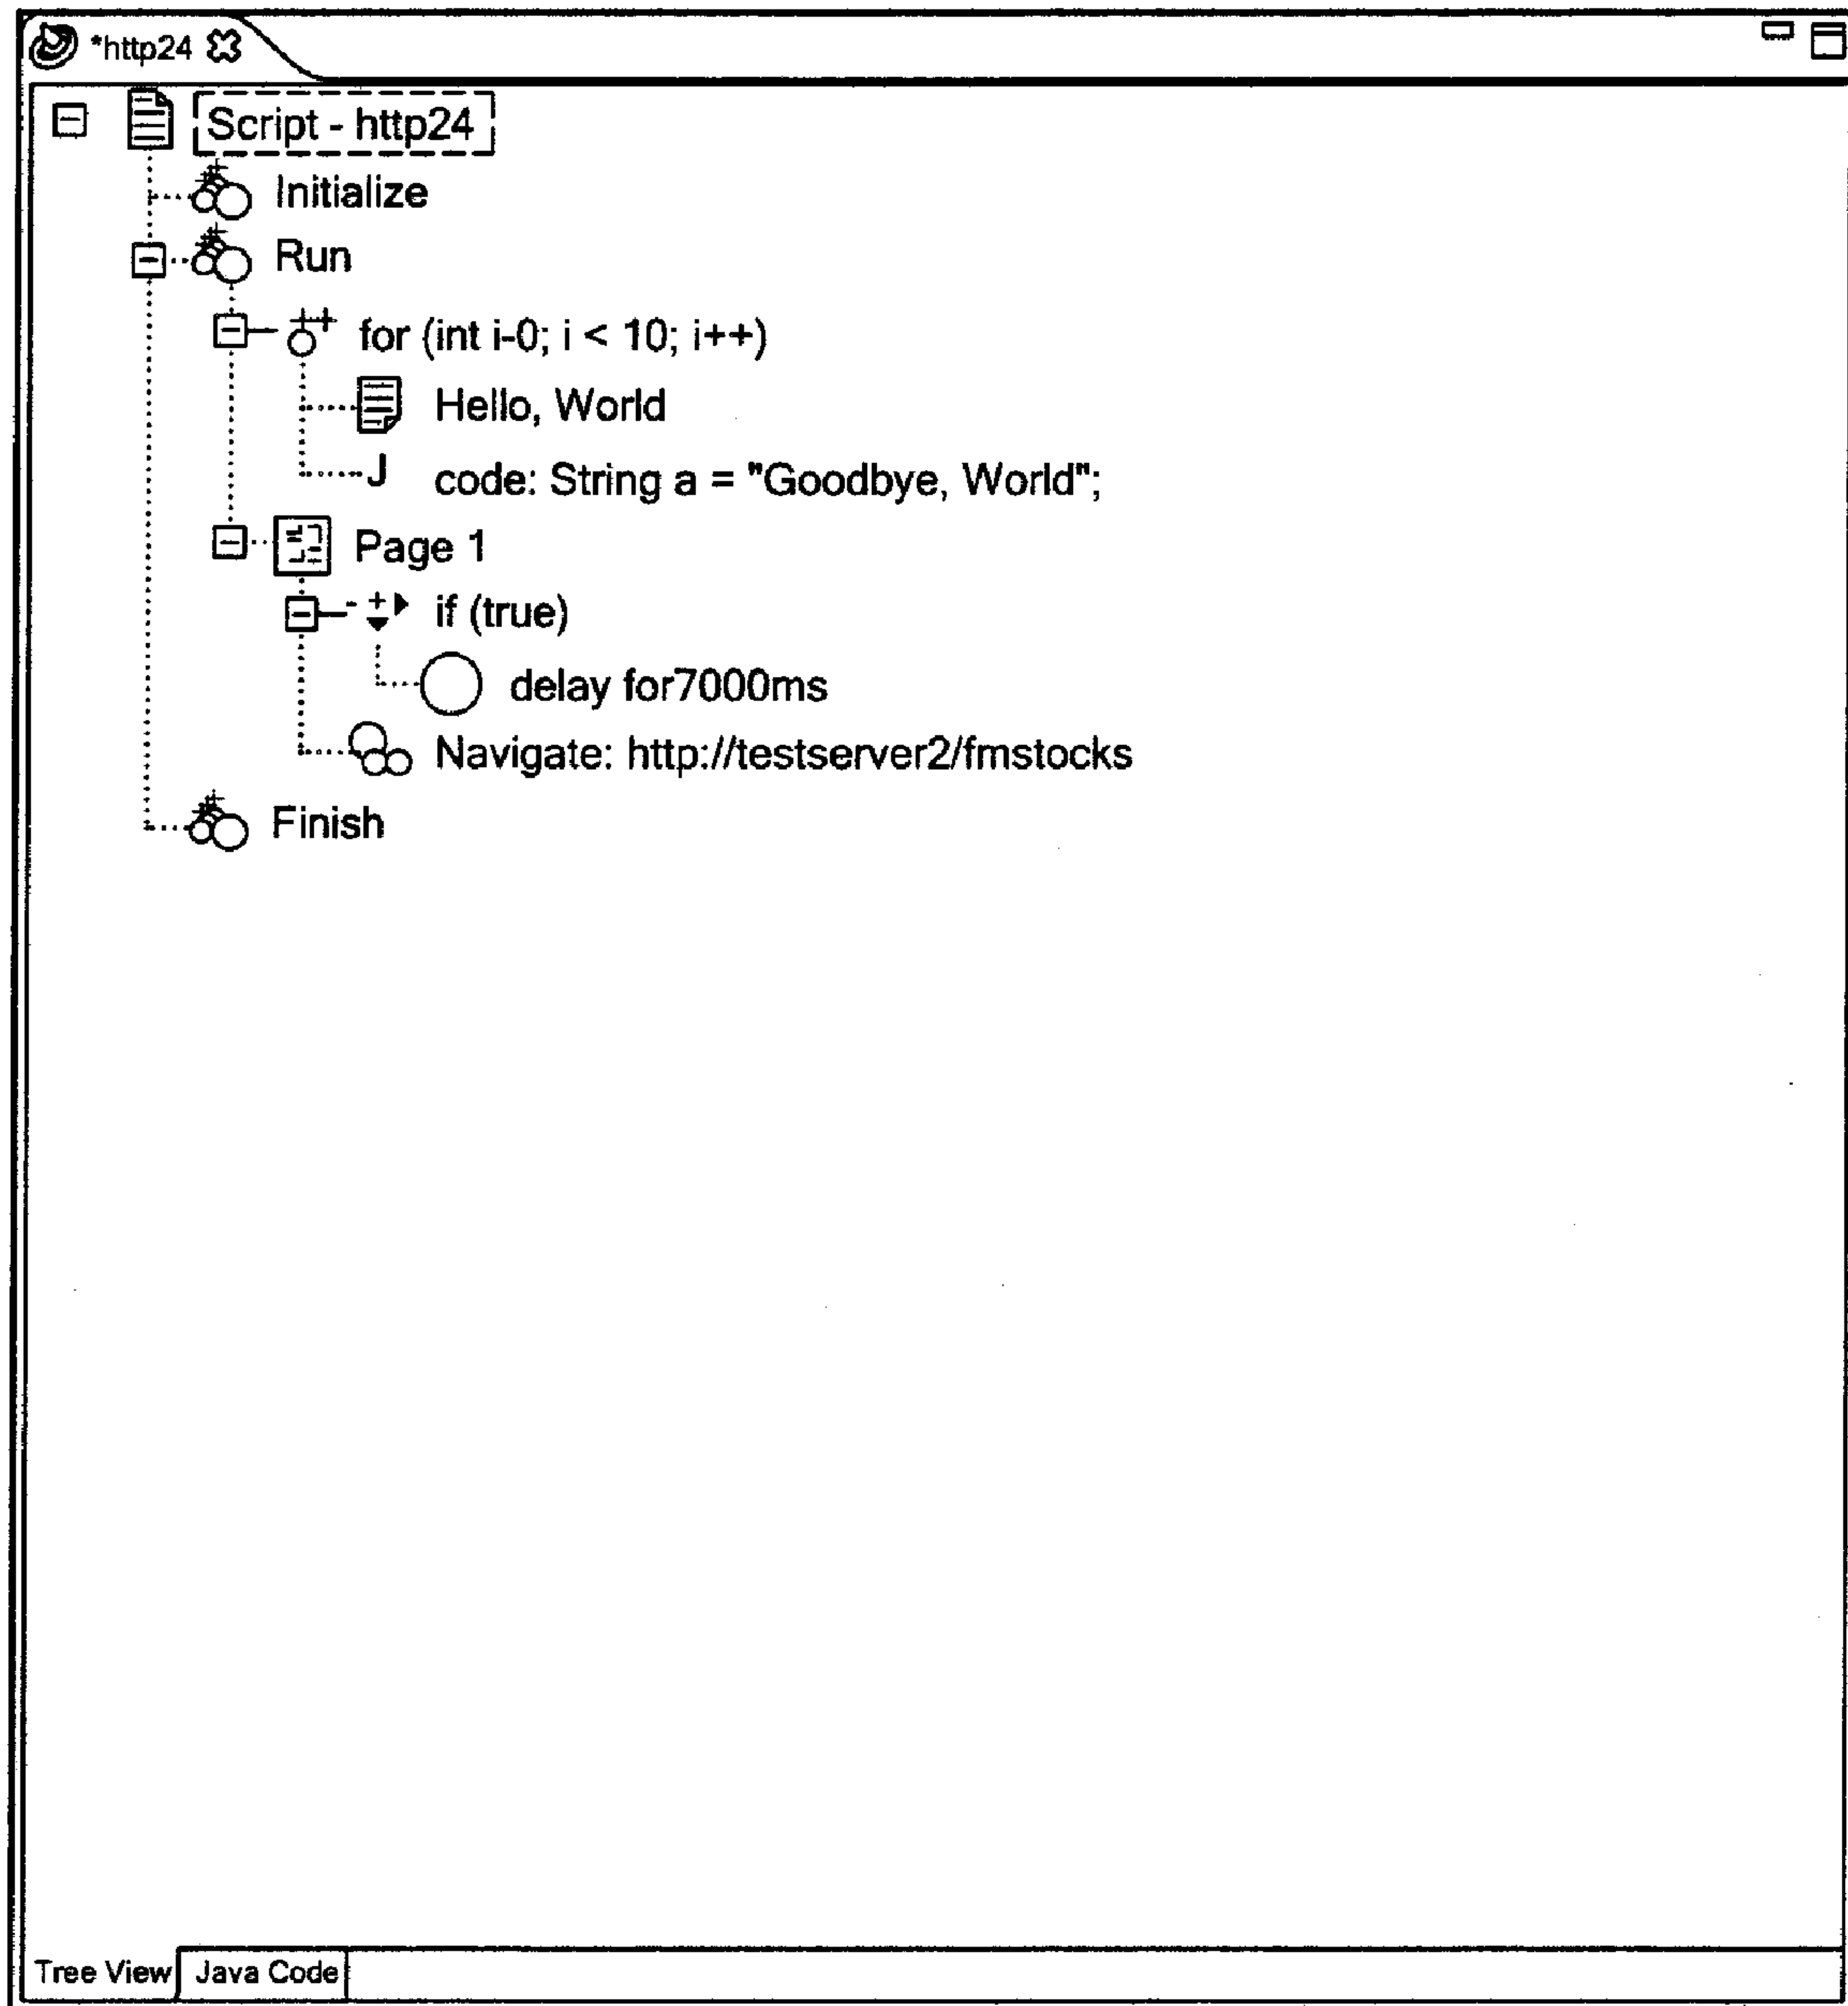 *http24
Script - http24
Initialize
Run
for (int i-0; i < 10; i++)
Hello, World
J code: String a = "Goodbye, World";
Page 1
if (true)
delay for7000ms
Navigate: http://testserver2/fmstocks
Finish
Tree View Java Code